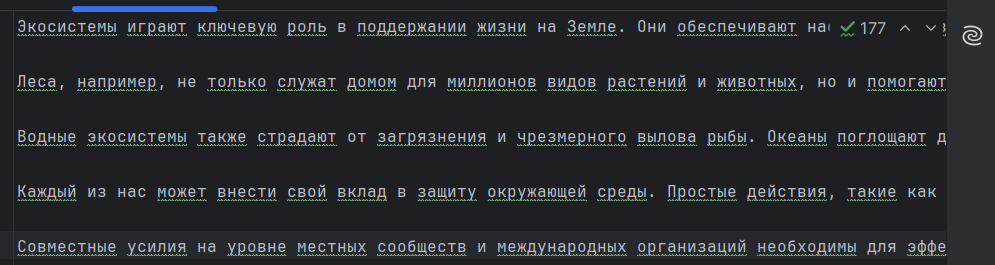 Экосистемы играют ключевую роль в поддержании жизни на Земле. Они обеспечивают 177
Леса, например, не только служат домом для миллионов видов растений и животных, но и помогают
Водные экосистемы также страдают от загрязнения и чрезмерного вылова рыбы. Океаны поглощают
Каждый из нас может внести свой вклад в защиту окружающей среды. Простые действия, такие как
Совместные усилия на уровне местных сообществ и международных организаций необходимы для